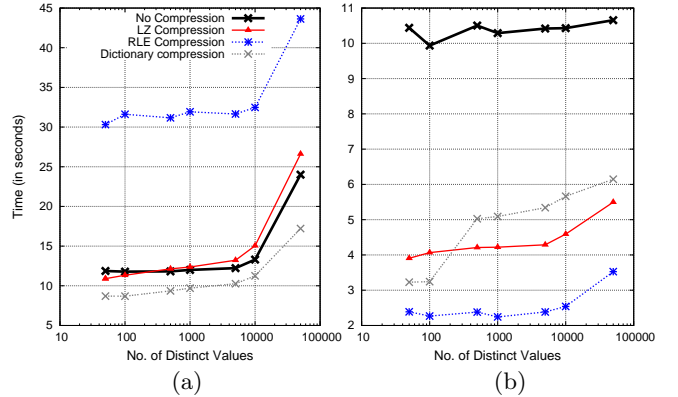 45
40
35
30
25
20
15
10
5
Time (in seconds)
No Compression
LZ Compression
RLE Compression
Dictionary compression
10 100 1000 10000 100000
No. of Distinct Values
(a)
11
10
9
8
7
6
5
4
3
2
10 100 1000 10000 100000
No. of Distinct Values
(b)